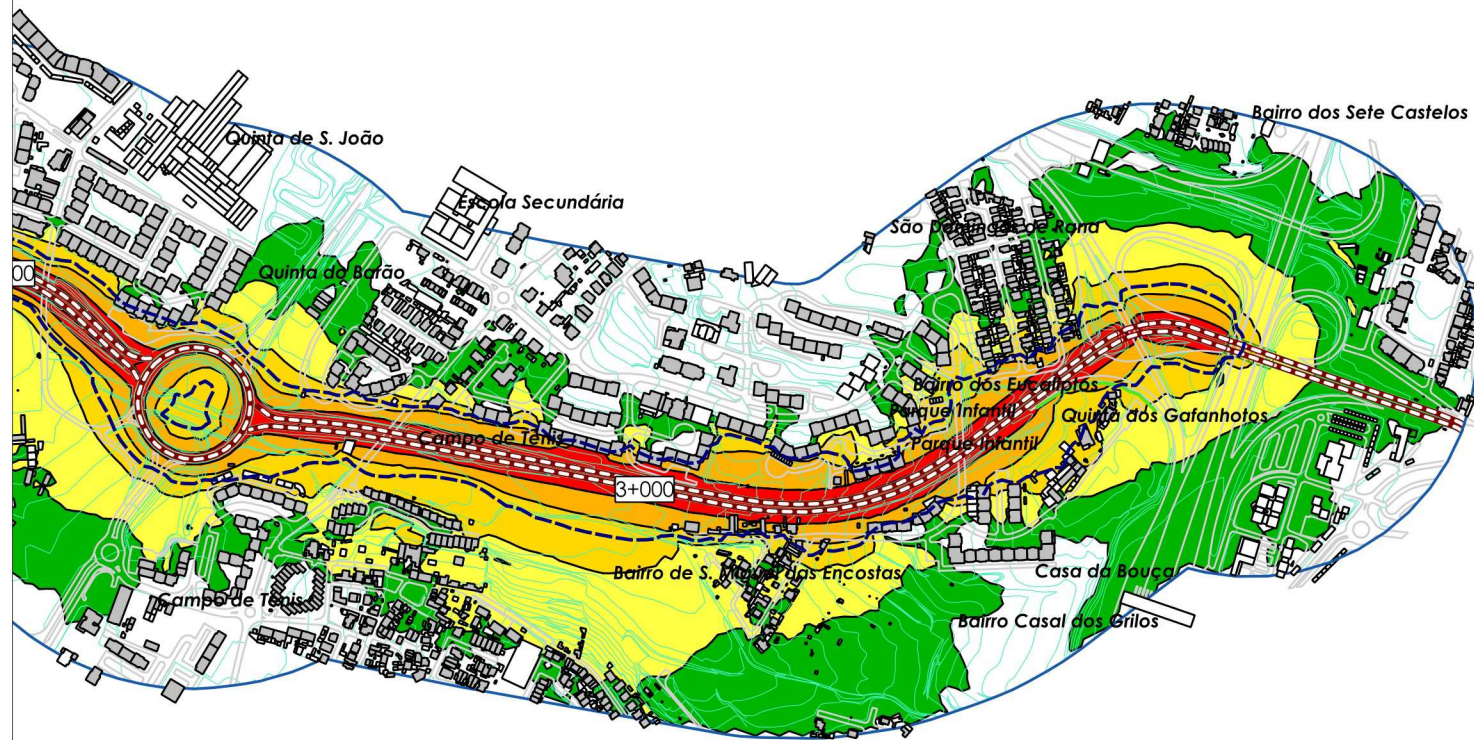 Bairro dos Sete Castelos
Quinta de S. João
Escola Secundária
São Domingos de Rana
Quinta do Barão
00
Bairro dos Eucaliptos
Parque Infantil
Quinta dos Gafanhotos
Campo de Ténis
Parque Infantil
3+000
Bairro de S. Miguel das Encostas
Casa da Bouça
Campo de Ténis
Bairro Casal dos Grilos